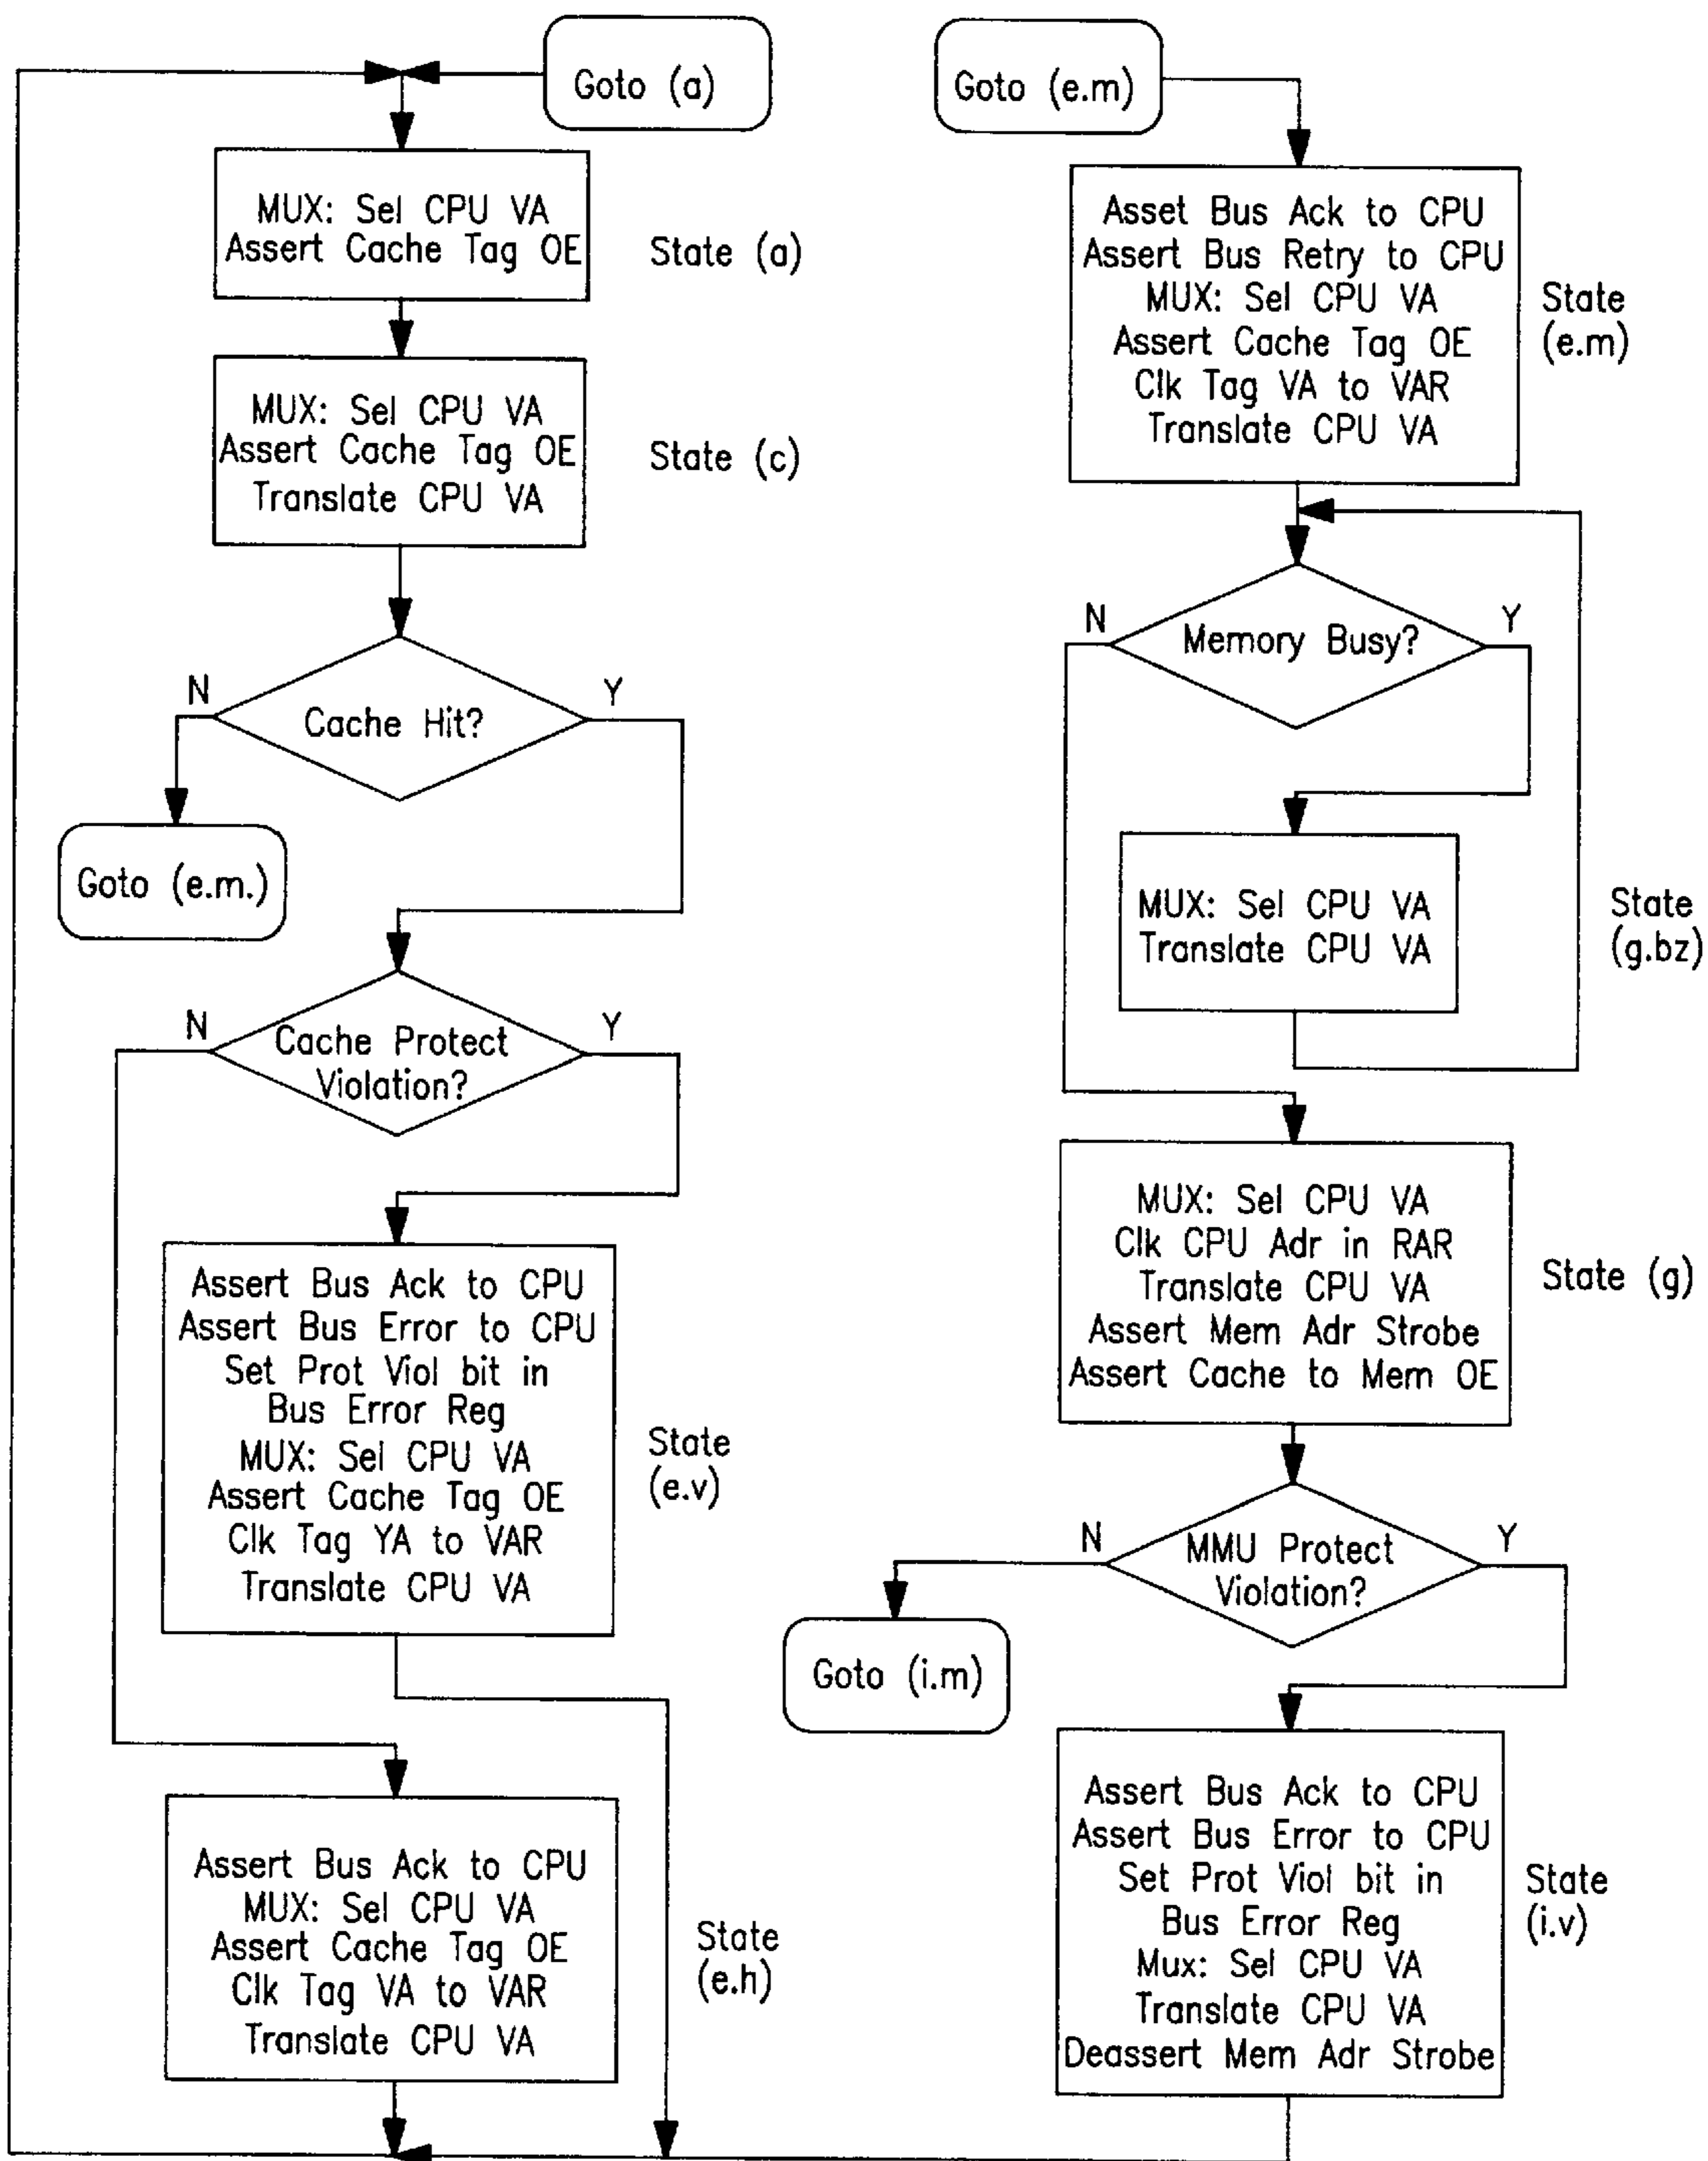 Goto (a)
MUX: Sel CPU VA
Assert Cache Tag OE
State (a)
MUX: Sel CPU VA
Assert Cache Tag OE
Translate CPU VA
State (c)
Cache Hit?
N
Y
Goto (e.m.)
Cache Protect
Violation?
N
Y
Assert Bus Ack to CPU
Assert Bus Error to CPU
Set Prot Viol bit in
Bus Error Reg
MUX: Sel CPU VA
Assert Cache Tag OE
Clk Tag YA to VAR
Translate CPU VA
State
(e.v)
Assert Bus Ack to CPU
MUX: Sel CPU VA
Assert Cache Tag OE
Clk Tag VA to VAR
Translate CPU VA
State
(e.h)
Goto (e.m)
Asset Bus Ack to CPU
Assert Bus Retry to CPU
MUX: Sel CPU VA
Assert Cache Tag OE
Clk Tag VA to VAR
Translate CPU VA
State
(e.m)
N
Memory Busy?
Y
MUX: Sel CPU VA
Translate CPU VA
State
(g.bz)
MUX: Sel CPU VA
Clk CPU Adr in RAR
Translate CPU VA
Assert Mem Adr Strobe
Assert Cache to Mem OE
State (g)
N
MMU Protect
Violation?
Y
Goto (i.m)
Assert Bus Ack to CPU
Assert Bus Error to CPU
Set Prot Viol bit in
Bus Error Reg
Mux: Sel CPU VA
Translate CPU VA
Deassert Mem Adr Strobe
State
(i.v)